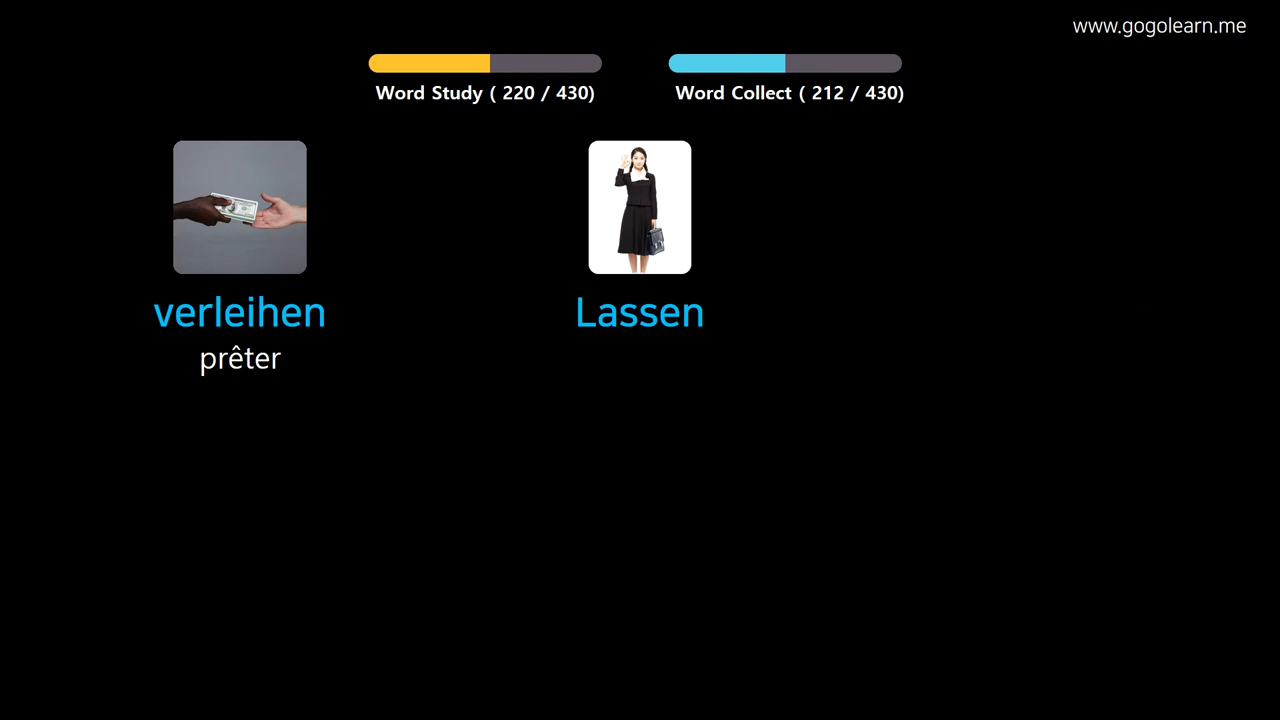 www.gogolearn.me
Word Study ( 220 / 430)
Word Collect ( 212 / 430)
verleihen
prêter
Lassen